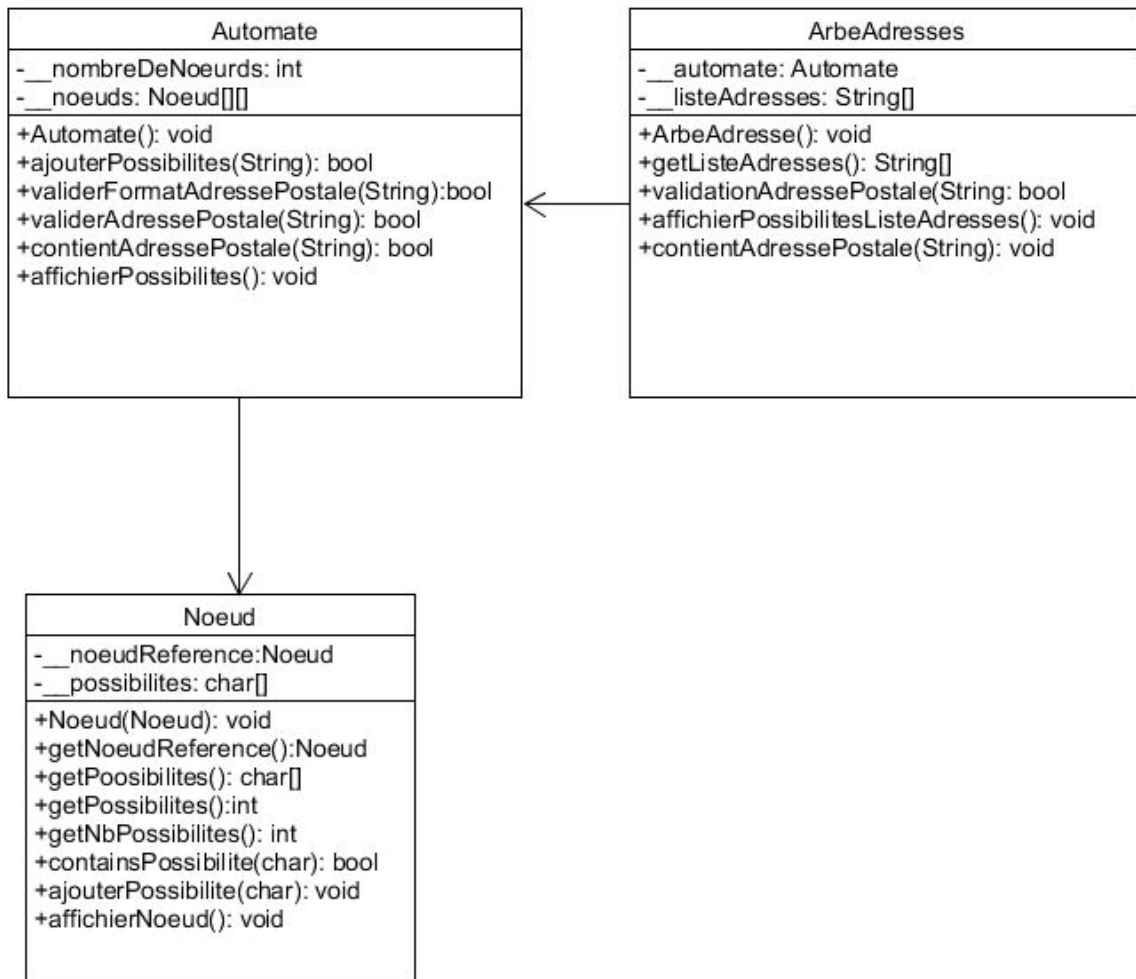 Automate
-__nombreDeNoeurds: int
-__noeuds: Noeud[][]
+Automate(): void
+ajouterPossibilites(String): bool
+validerFormatAdressePostale(String):bool
+validerAdressePostale(String): bool
+contientAdressePostale(String): bool
+affichierPossibilites(): void
ArbeAdresses
-__automate: Automate
-__listeAdresses: String[]
+ArbeAdresse(): void
+getListeAdresses(): String[]
+validationAdressePostale(String: bool
+affichierPossibilitesListeAdresses(): void
+contientAdressePostale(String): void
Noeud
-__noeudReference:Noeud
-__possibilites: char[]
+Noeud(Noeud): void
+getNoeudReference():Noeud
+getPoosibilites(): char[]
+getPossibilites():int
+getNbPossibilites(): int
+containsPossibilite(char): bool
+ajouterPossibilite(char): void
+affichierNoeud(): void